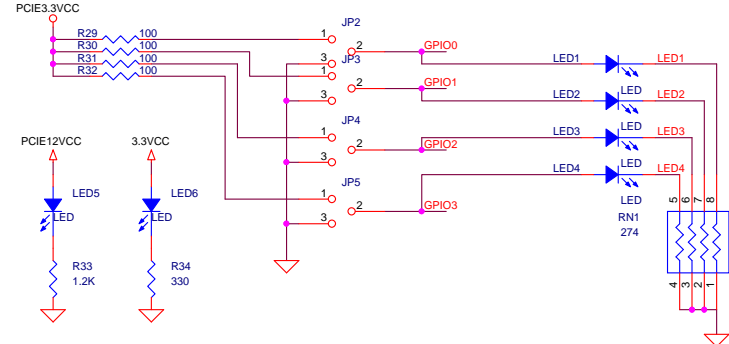 PCIE3.3VCC
R29 100
R30 100
R31 100
R32 100
JP2
1
2
3
GPIO0
JP3
1
2
3
GPIO1
JP4
1
2
3
GPIO2
JP5
1
2
3
GPIO3
LED1 LED1
LED
LED2 LED2
LED
LED3 LED3
LED
LED4 LED4
LED
PCIE12VCC
LED5
LED
R33
1.2K
3.3VCC
LED6
LED
R34
330
RN1
274
5 6 7 8
4 3 2 1